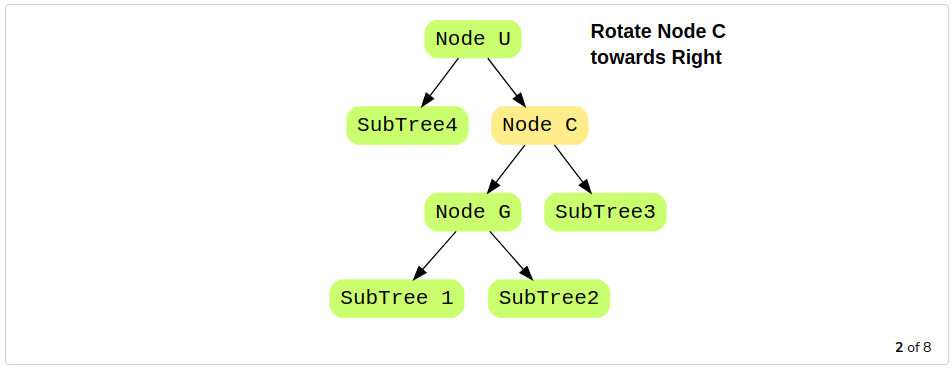 Node U
Rotate Node C
towards Right
SubTree4
Node C
Node G
SubTree3
SubTree 1
SubTree2
2 of 8